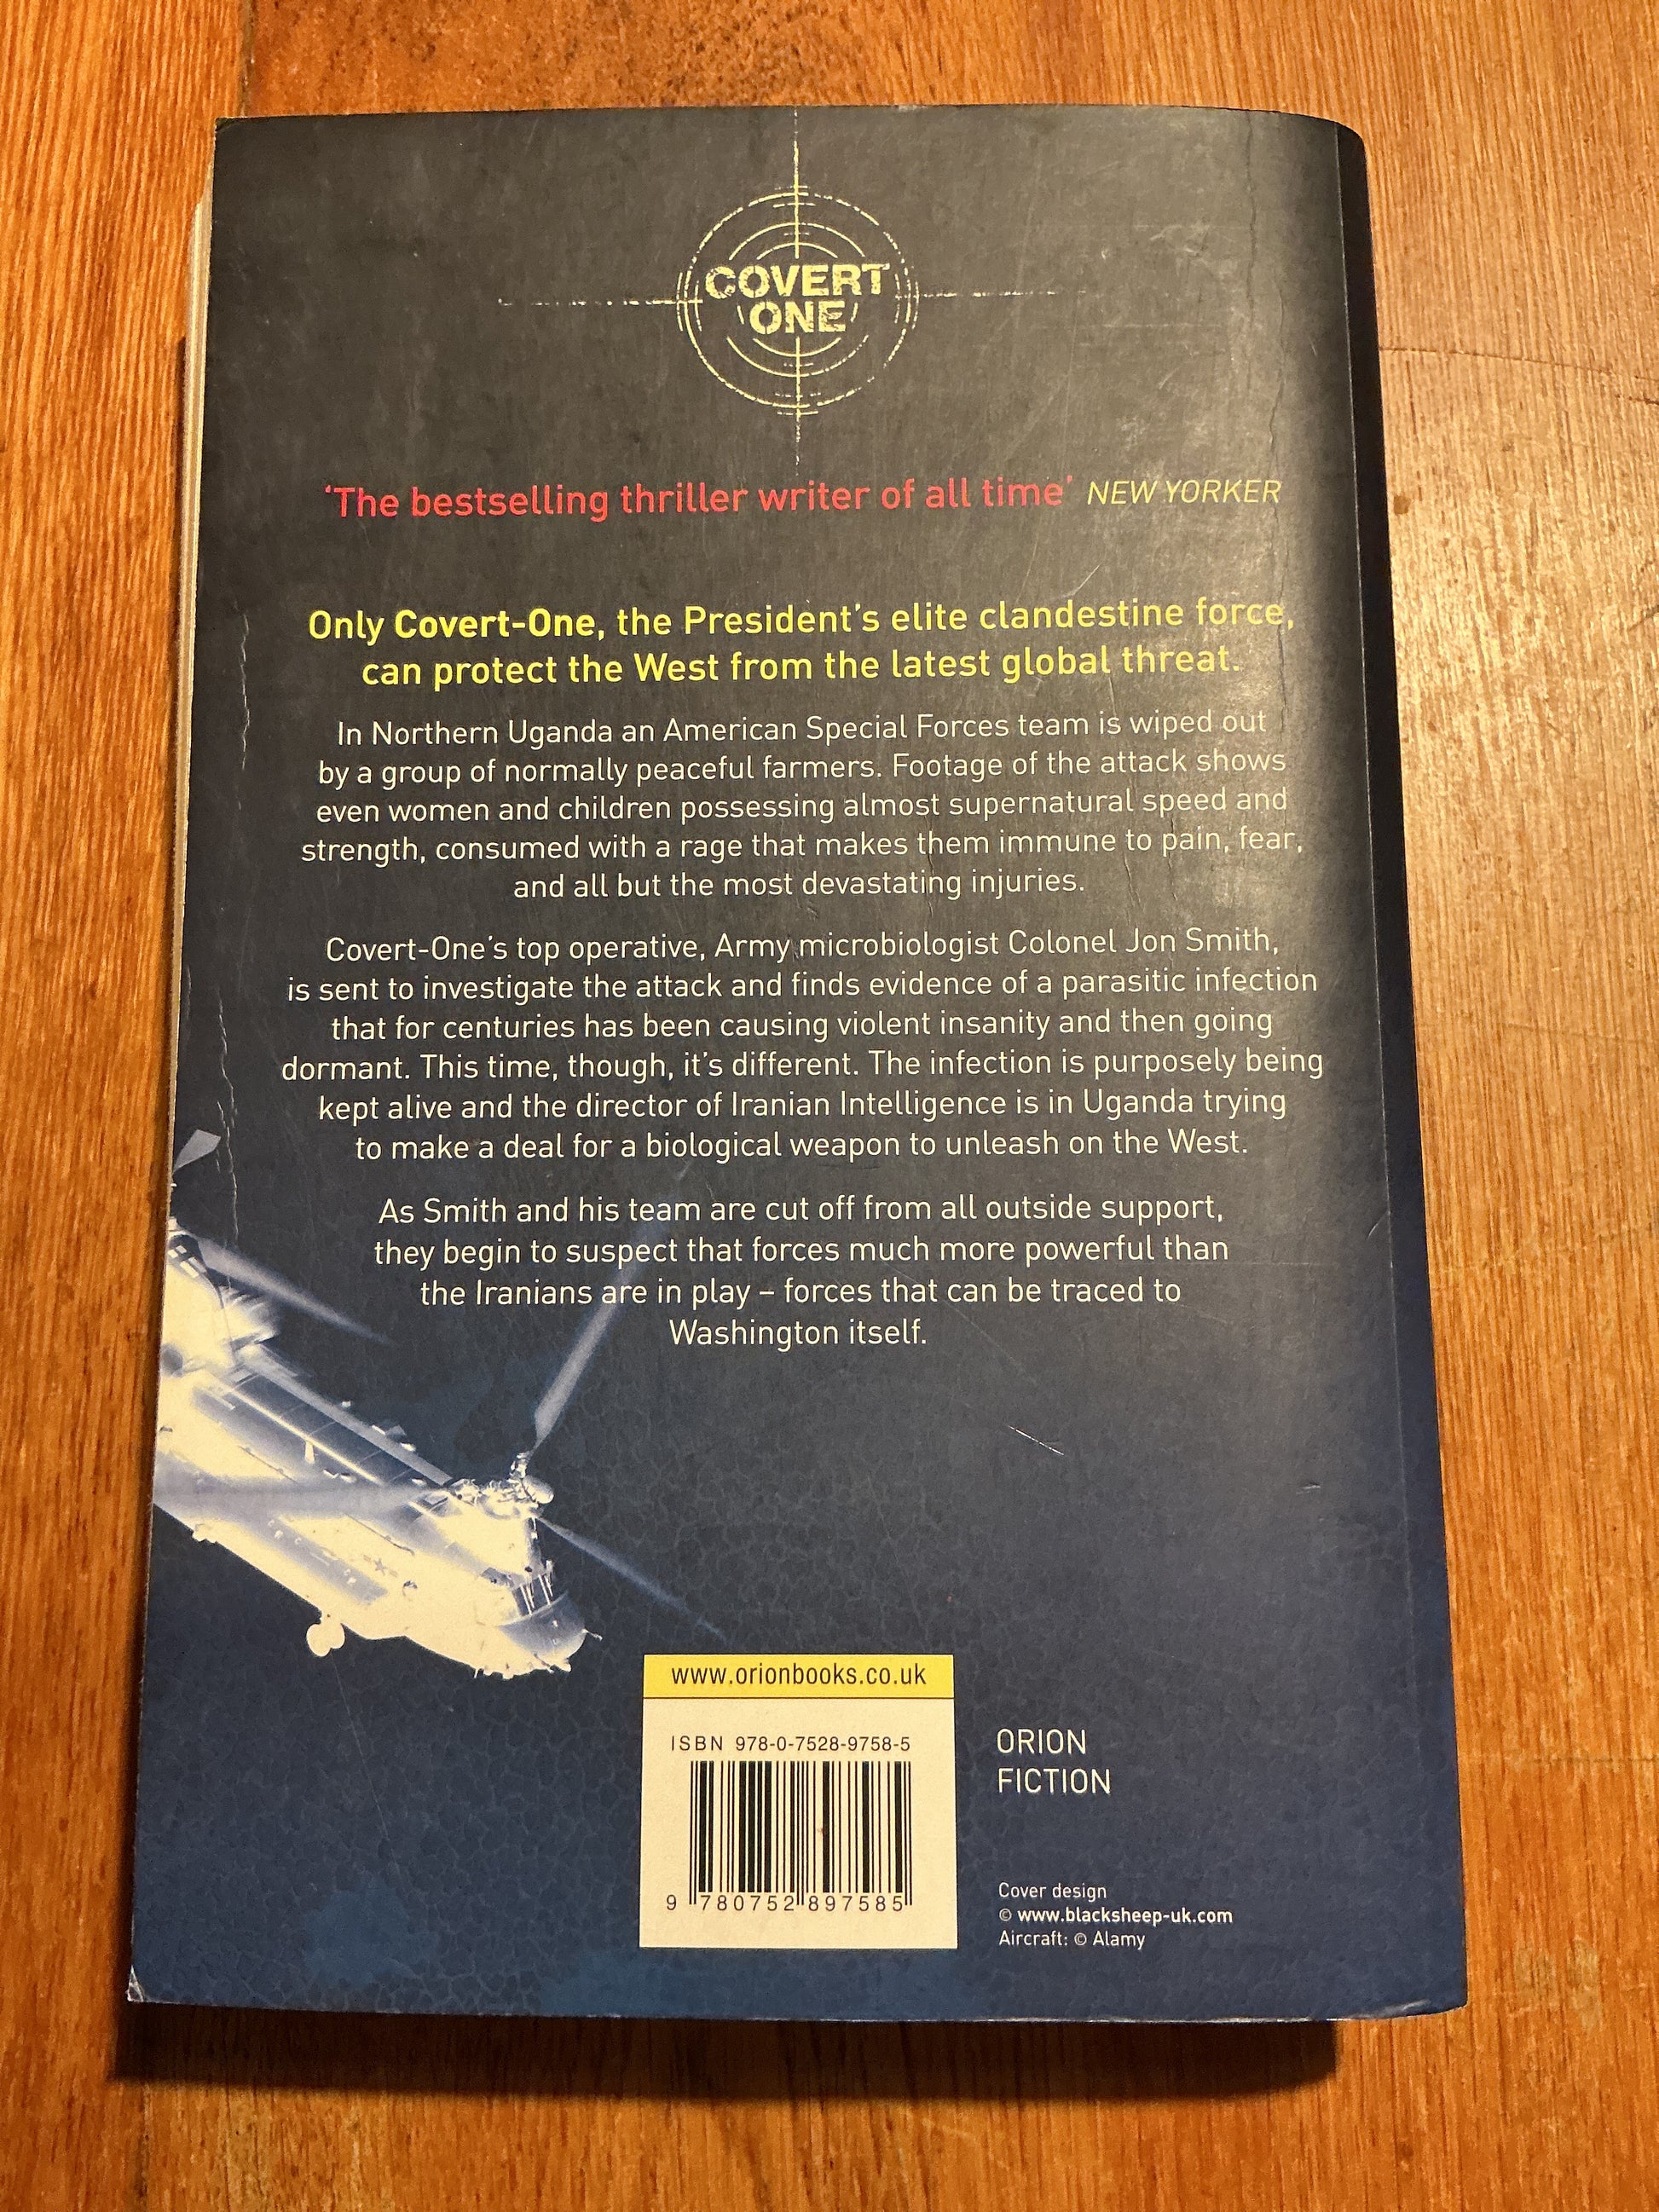 COVERT
ONE
‘The bestselling thriller writer of all time’ NEW YORKER
Only Covert-One, the President’s elite clandestine force,
can protect the West from the latest global threat.
In Northern Uganda an American Special Forces team is wiped out
by a group of normally peaceful farmers. Footage of the attack shows
even women and children possessing almost supernatural speed and
strength, consumed with a rage that makes them immune to pain, fear,
and all but the most devastating injuries.
Covert-One’s top operative, Army microbiologist Colonel Jon Smith,
is sent to investigate the attack and finds evidence of a parasitic infection
that for centuries has been causing violent insanity and then going
dormant. This time, though, it’s different. The infection is purposely being
kept alive and the director of Iranian Intelligence is in Uganda trying
to make a deal for a biological weapon to unleash on the West.
As Smith and his team are cut off from all outside support,
they begin to suspect that forces much more powerful than
the Iranians are in play – forces that can be traced to
Washington itself.
www.orionbooks.co.uk
ISBN 978-0-7528-9758-5
9 780752 897585
ORION
FICTION
Cover design
© www.blacksheep-uk.com
Aircraft: © Alamy